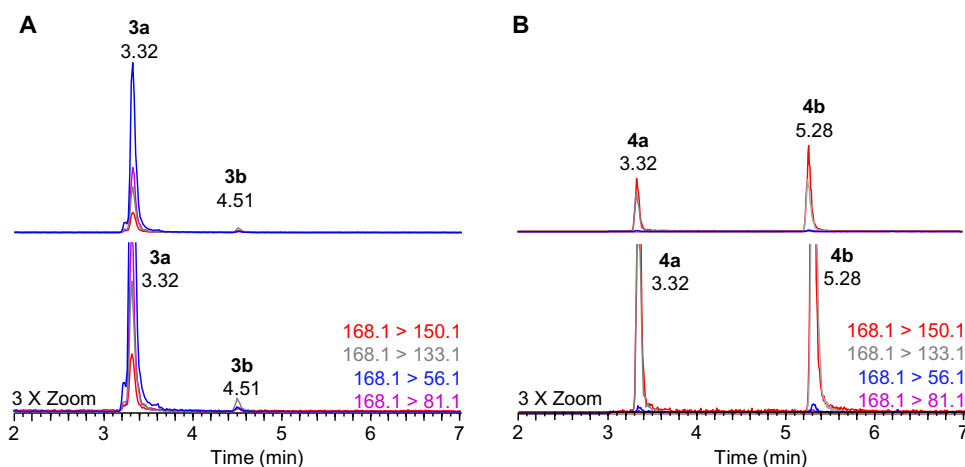 A
3a
3.32
3b
4.51
3a
3.32
3b
4.51
168.1 > 150.1
168.1 > 133.1
168.1 > 56.1
168.1 > 81.1
3 X Zoom
2 3 4 5 6 7
Time (min)
B
4a
3.32
4b
5.28
4a
3.32
4b
5.28
168.1 > 150.1
168.1 > 133.1
168.1 > 56.1
168.1 > 81.1
3 X Zoom
2 3 4 5 6 7
Time (min)